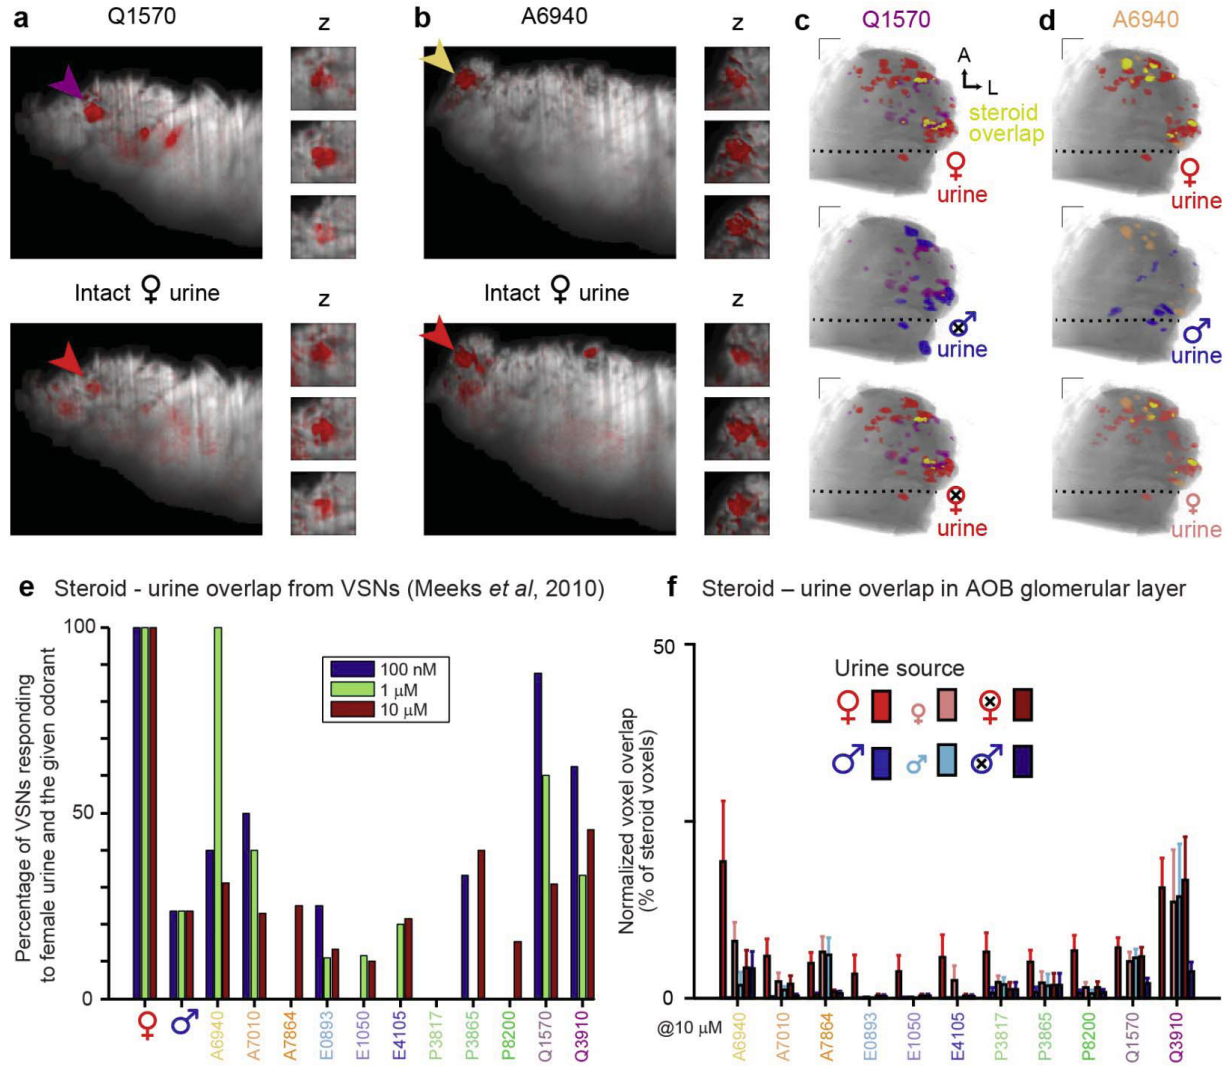 a
Q1570
z
Intact ♀ urine
z
b
A6940
z
Intact ♀ urine
z
c
Q1570
A
L
steroid
overlap
♀
urine
urine
urine
d
A6940
♀
urine
♂
urine
♀
urine
e Steroid - urine overlap from VSNs (Meeks et al, 2010)
Percentage of VSNs responding
to female urine and the given odorant
100
50
0
100 nM
1 μM
10 μM
♀ ♂ A6940 A7010 A7864 E0893 E1050 E4105 P3817 P3865 P8200 Q1570 Q3910
f Steroid – urine overlap in AOB glomerular layer
Normalized voxel overlap
(% of steroid voxels)
50
0
Urine source
@10 μM
A6940 A7010 A7864 E0893 E1050 E4105 P3817 P3865 P8200 Q1570 Q3910